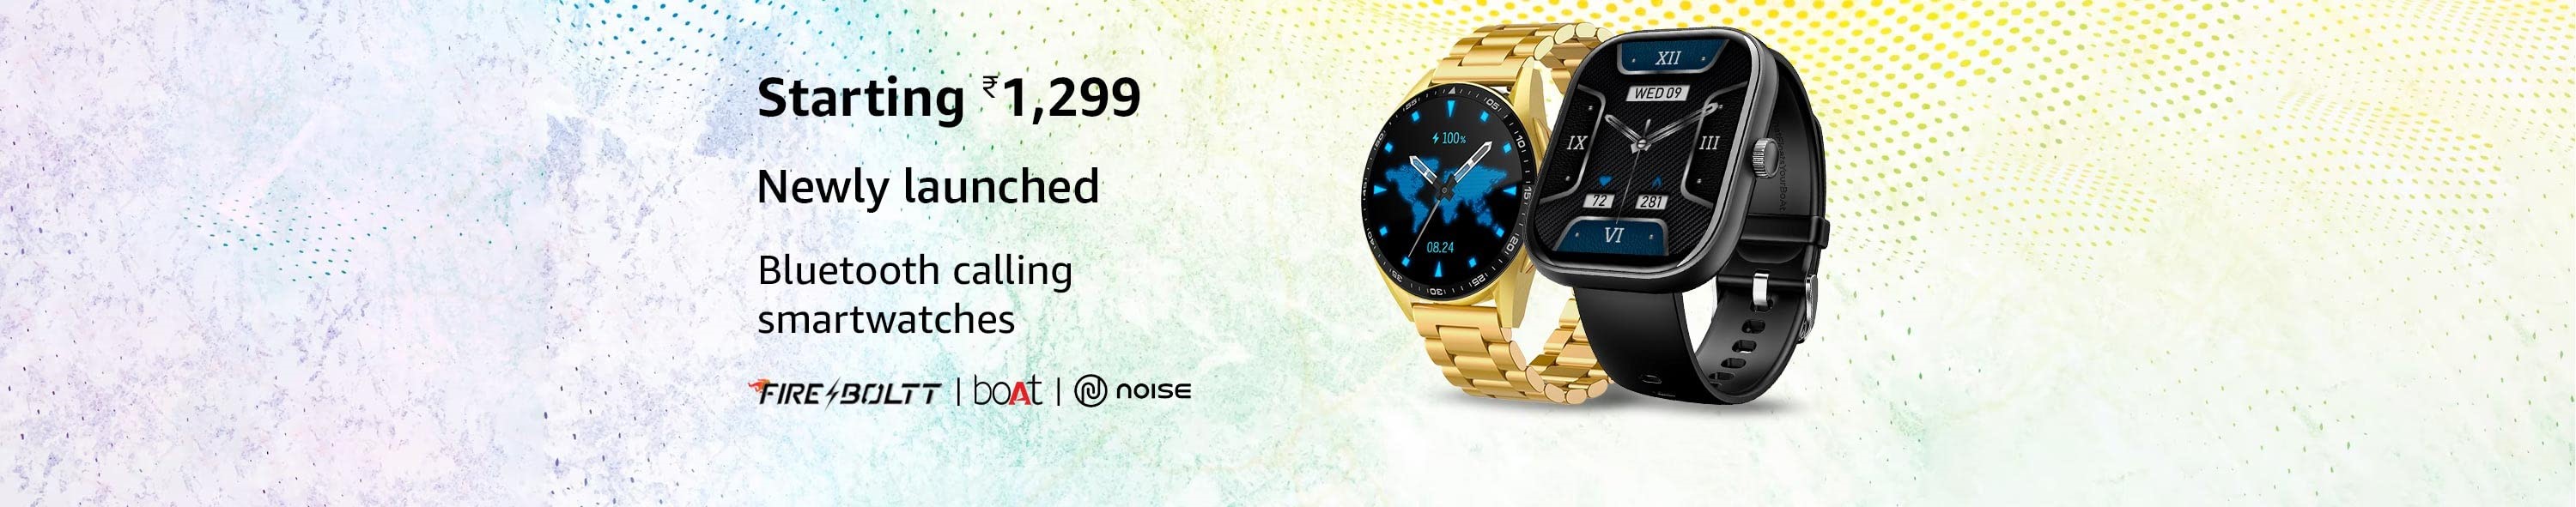 Starting ₹1,299
Newly launched
Bluetooth calling
smartwatches
FIRE BOLTT | boAt | noise
100%
08.24
XII
WED 09
IX
III
72 281
VI